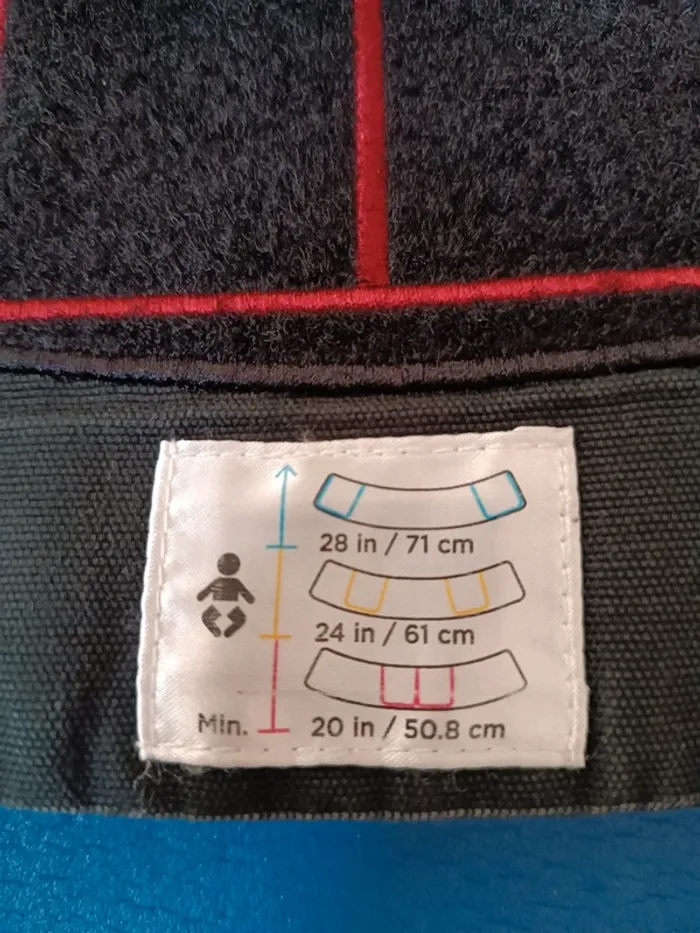 28 in / 71 cm
24 in / 61 cm
Min.
20 in / 50.8 cm